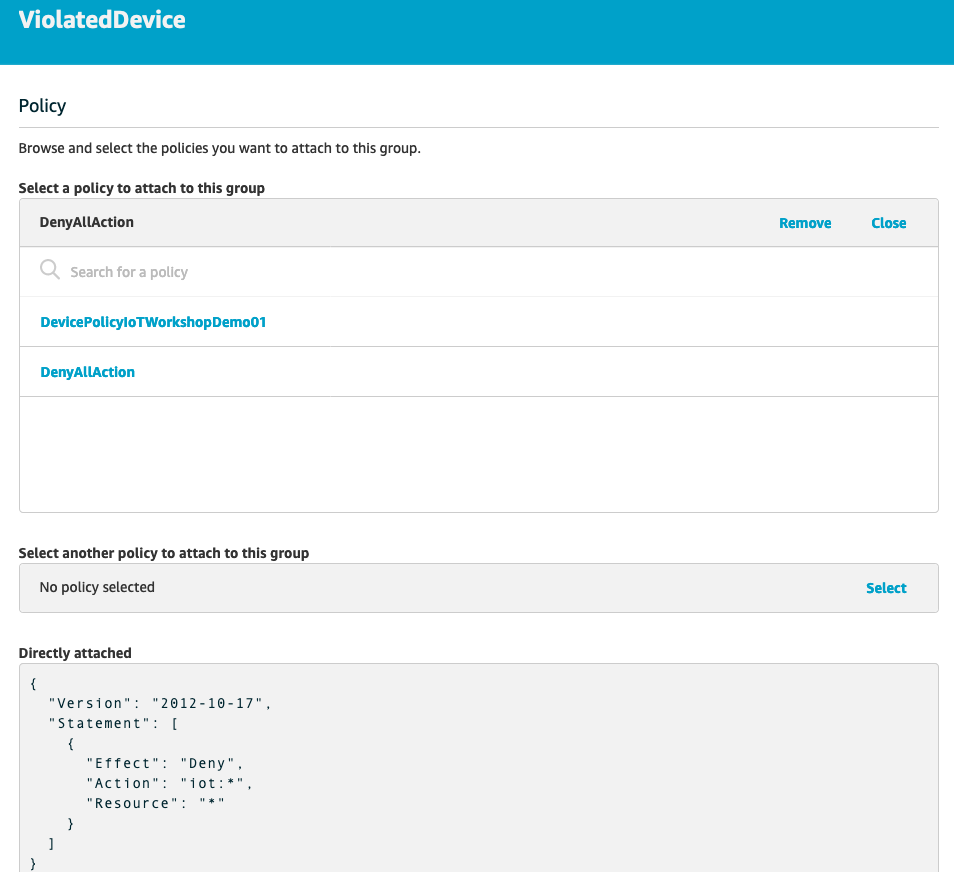 ViolatedDevice
Policy
Browse and select the policies you want to attach to this group.
Select a policy to attach to this group
DenyAllAction Remove Close
Search for a policy
DevicePolicyIoTWorkshopDemo01
DenyAllAction
Select another policy to attach to this group
No policy selected Select
Directly attached
{
  "Version": "2012-10-17",
  "Statement": [
    {
      "Effect": "Deny",
      "Action": "iot:*",
      "Resource": "*"
    }
  ]
}